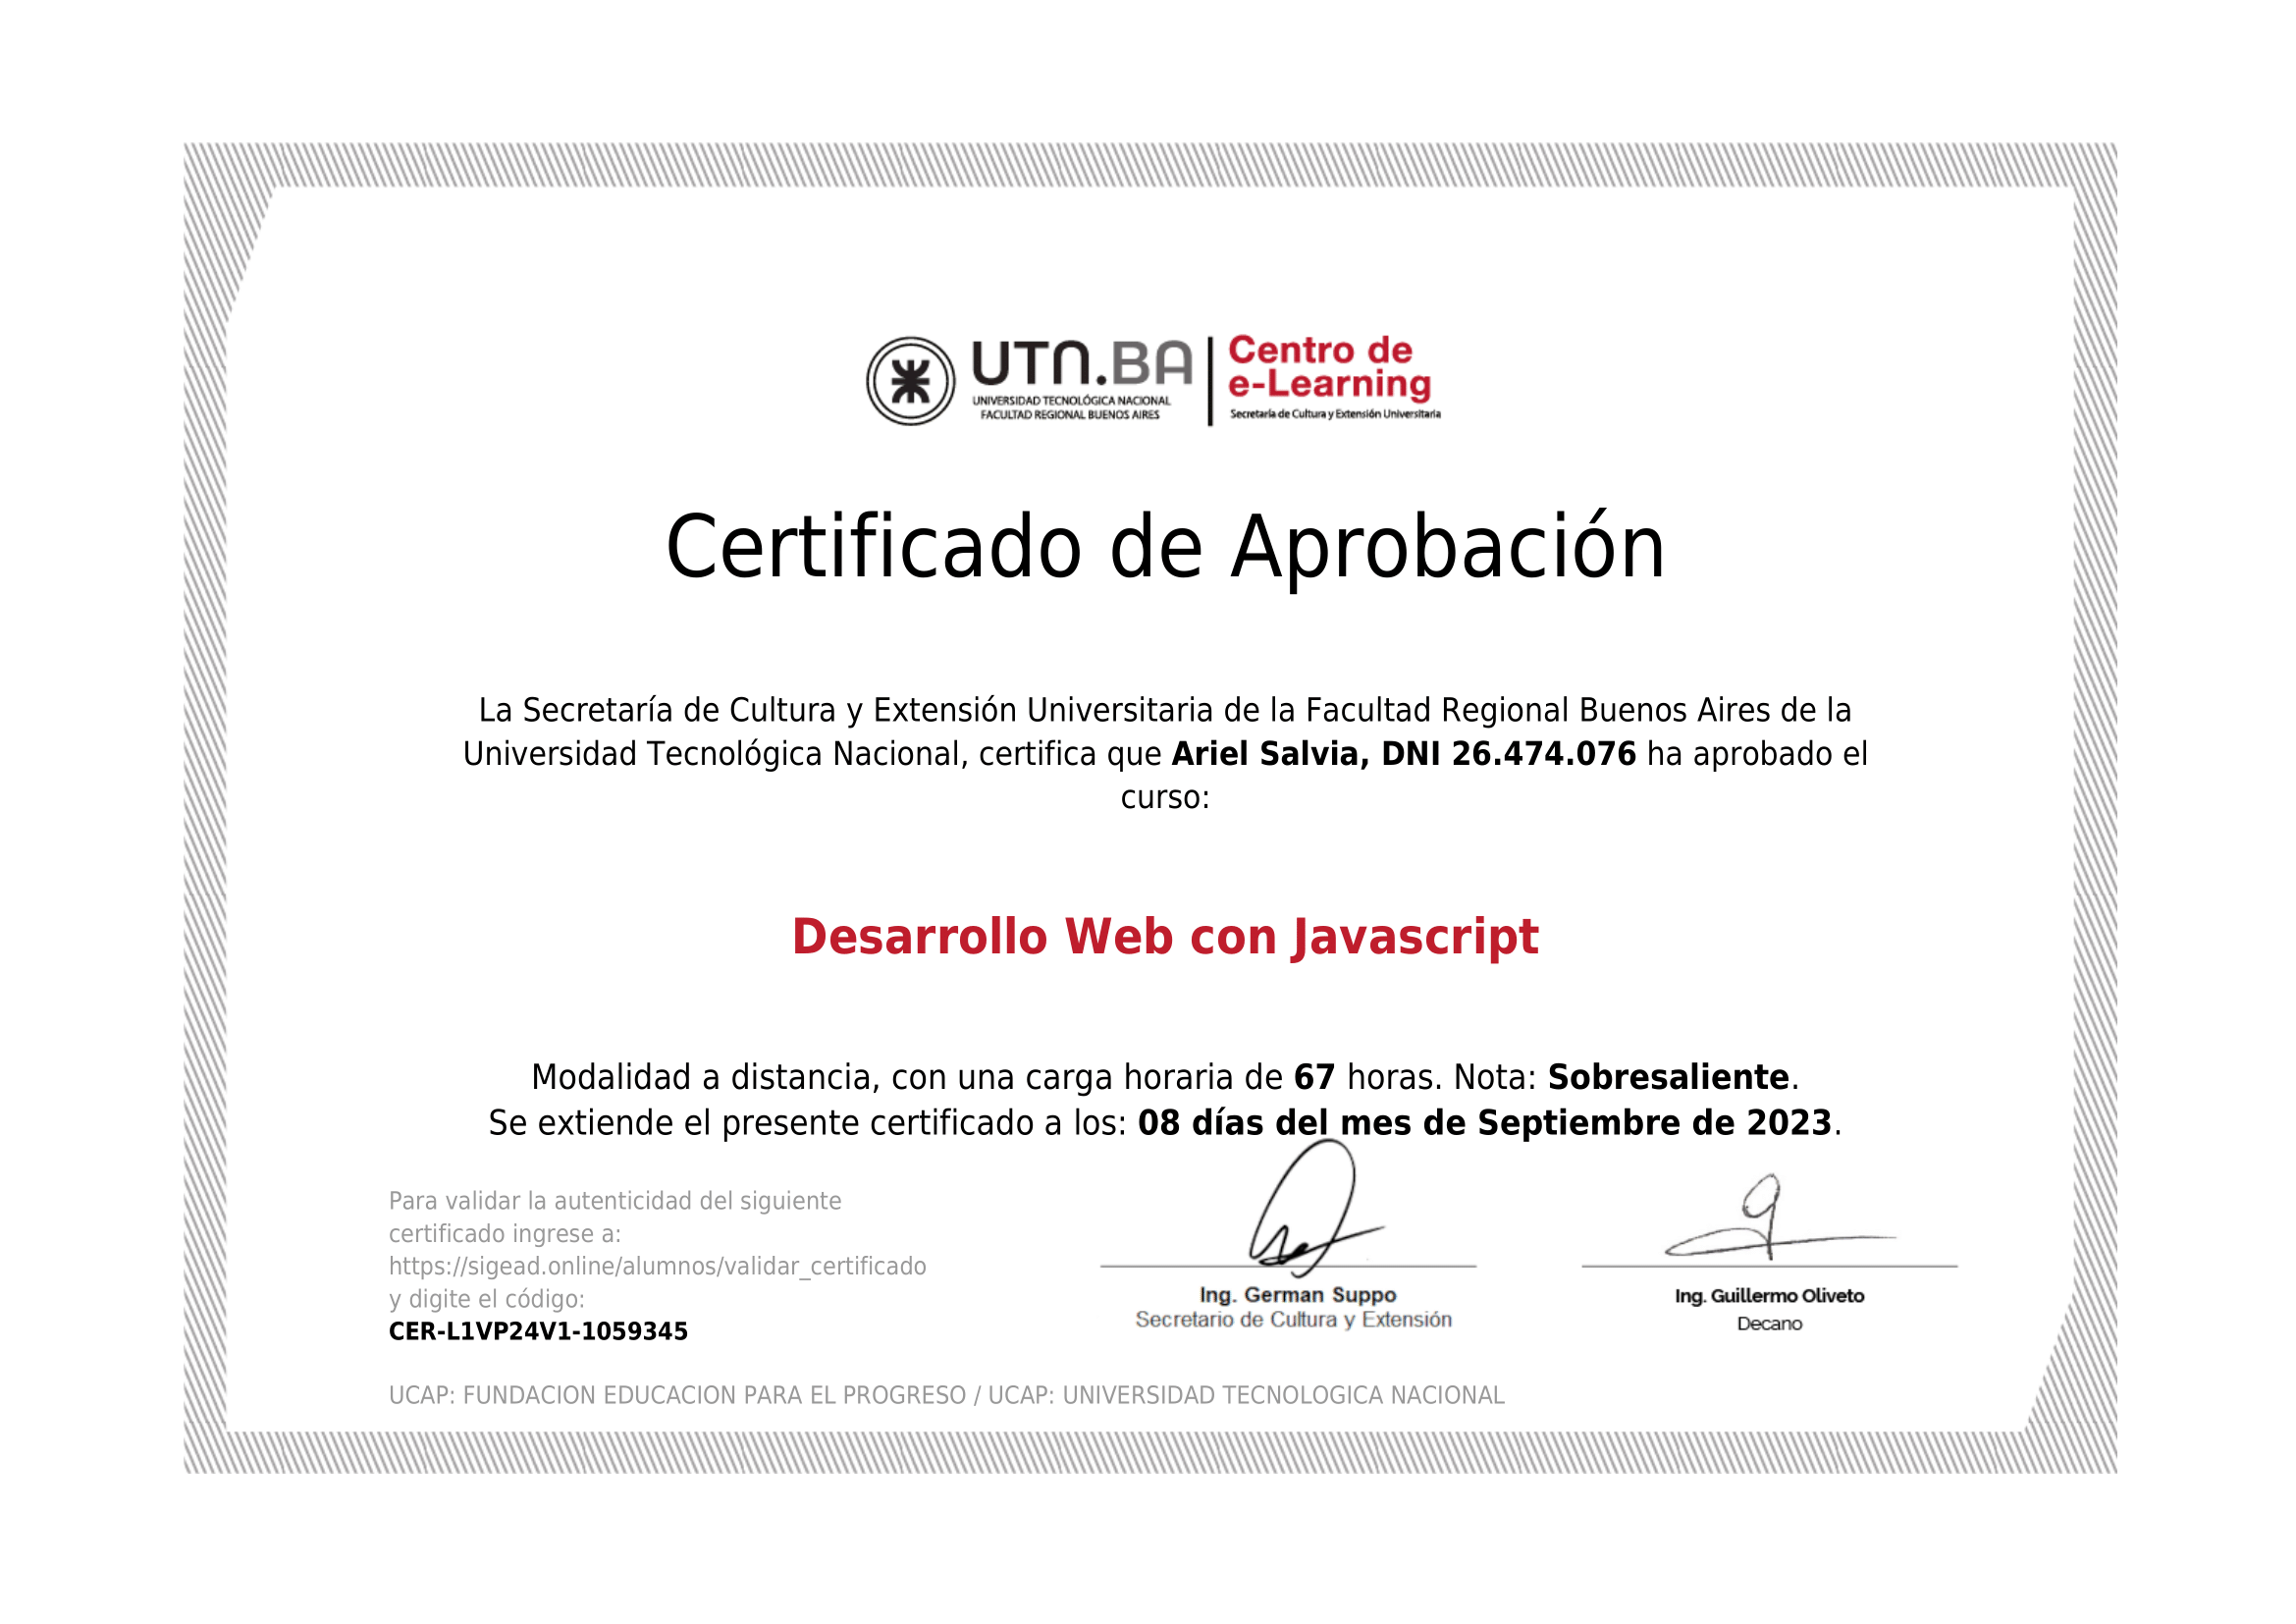 UTN.BA
UNIVERSIDAD TECNOLÓGICA NACIONAL
FACULTAD REGIONAL BUENOS AIRES
Centro de
e-Learning
Secretaría de Cultura y Extensión Universitaria
Certificado de Aprobación
La Secretaría de Cultura y Extensión Universitaria de la Facultad Regional Buenos Aires de la
Universidad Tecnológica Nacional, certifica que Ariel Salvia, DNI 26.474.076 ha aprobado el
curso:
Desarrollo Web con Javascript
Modalidad a distancia, con una carga horaria de 67 horas. Nota: Sobresaliente.
Se extiende el presente certificado a los: 08 días del mes de Septiembre de 2023.
Para validar la autenticidad del siguiente
certificado ingrese a:
https://sigead.online/alumnos/validar_certificado
y digite el código:
CER-L1VP24V1-1059345
Ing. German Suppo
Secretario de Cultura y Extensión
Ing. Guillermo Oliveto
Decano
UCAP: FUNDACION EDUCACION PARA EL PROGRESO / UCAP: UNIVERSIDAD TECNOLOGICA NACIONAL